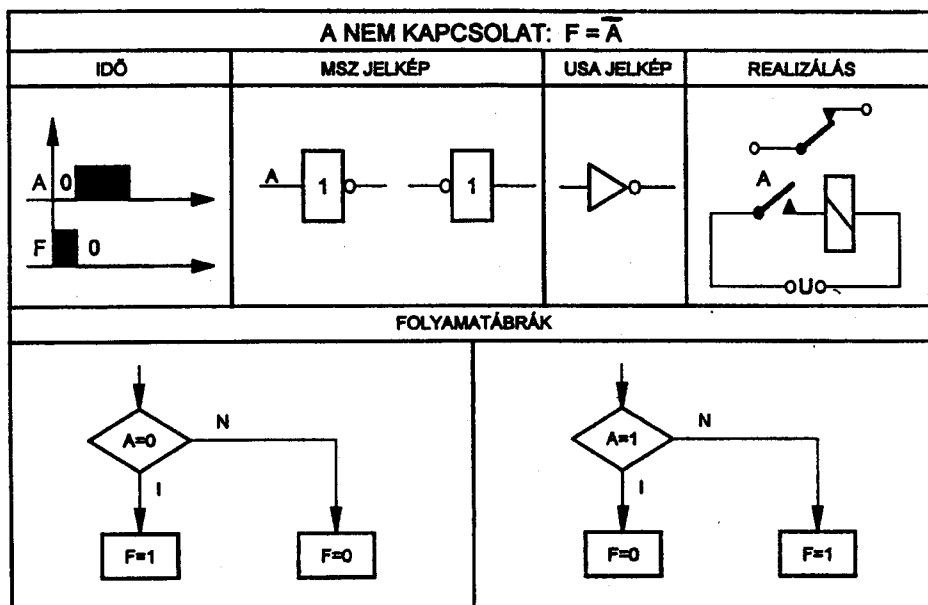 A NEM KAPCSOLAT: F = A̅
IDŐ
MSZ JELKÉP
USA JELKÉP
REALIZÁLÁS
A 0
F 0
A 1
1
A
U
FOLYAMATÁBRÁK
A=0
N
I
F=1
F=0
A=1
N
I
F=0
F=1